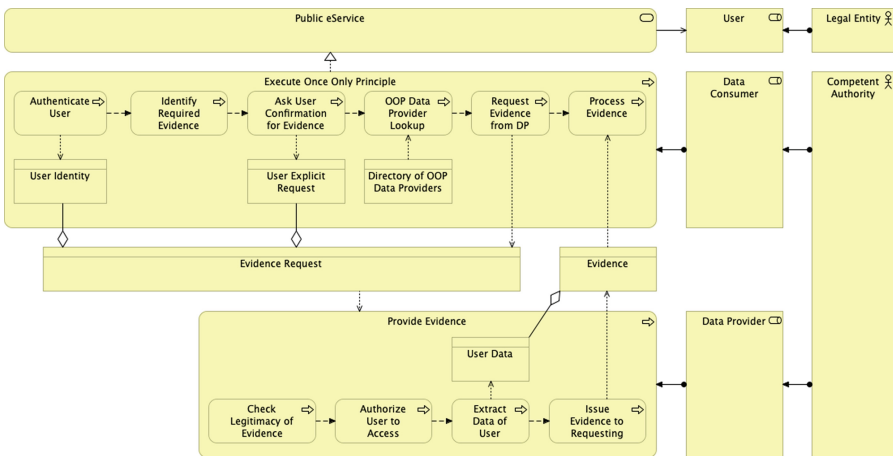 Public eService
User
Legal Entity
Execute Once Only Principle
Data
Consumer
Competent
Authority
Authenticate
User
Identify
Required
Evidence
Ask User
Confirmation
for Evidence
OOP Data
Provider
Lookup
Request
Evidence
from DP
Process
Evidence
User Identity
User Explicit
Request
Directory of OOP
Data Providers
Evidence Request
Evidence
Provide Evidence
Data Provider
User Data
Check
Legitimacy of
Evidence
Authorize
User to
Access
Extract
Data of
User
Issue
Evidence to
Requesting